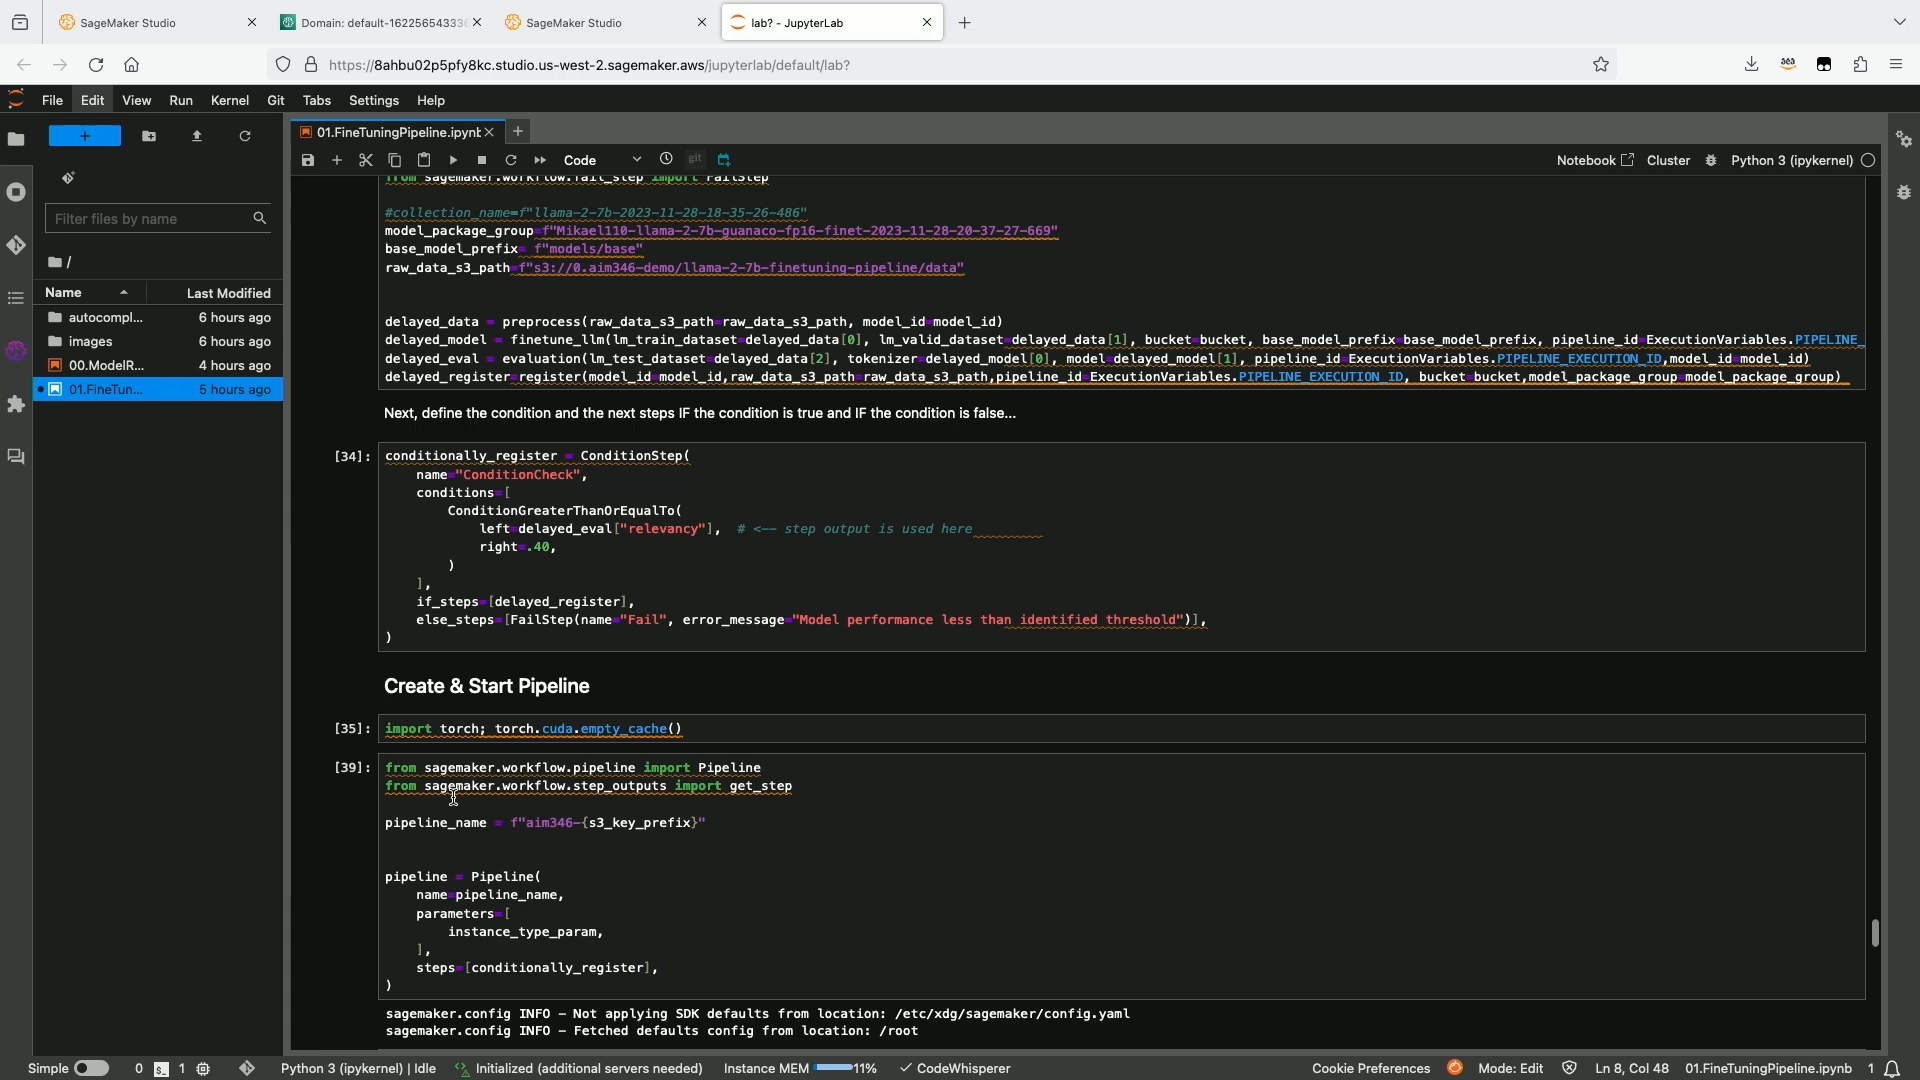 SageMaker Studio
Domain: default-16225654333
SageMaker Studio
lab? - JupyterLab
https://8ahbu02p5pfy8kc.studio.us-west-2.sagemaker.aws/jupyterlab/default/lab?
File Edit View Run Kernel Git Tabs Settings Help
01.FineTuningPipeline.ipynb
Code
git
Notebook Cluster Python 3 (ipykernel)
Filter files by name
/
Name Last Modified
autocompl... 6 hours ago
images 6 hours ago
00.ModelR... 4 hours ago
01.FineTun... 5 hours ago
from sagemaker.workflow.fail_step import FailStep
#collection_name=f"llama-2-7b-2023-11-28-18-35-26-486"
model_package_group=f"Mikael110-llama-2-7b-guanaco-fp16-finet-2023-11-28-20-37-27-669"
base_model_prefix= f"models/base"
raw_data_s3_path=f"s3://0.aim346-demo/llama-2-7b-finetuning-pipeline/data"
delayed_data = preprocess(raw_data_s3_path=raw_data_s3_path, model_id=model_id)
delayed_model = finetune_llm(lm_train_dataset=delayed_data[0], lm_valid_dataset=delayed_data[1], bucket=bucket, base_model_prefix=base_model_prefix, pipeline_id=ExecutionVariables.PIPELINE_
delayed_eval = evaluation(lm_test_dataset=delayed_data[2], tokenizer=delayed_model[0], model=delayed_model[1], pipeline_id=ExecutionVariables.PIPELINE_EXECUTION_ID,model_id=model_id)
delayed_register=register(model_id=model_id,raw_data_s3_path=raw_data_s3_path,pipeline_id=ExecutionVariables.PIPELINE_EXECUTION_ID, bucket=bucket,model_package_group=model_package_group)
Next, define the condition and the next steps IF the condition is true and IF the condition is false...
[34]: conditionally_register = ConditionStep(
name="ConditionCheck",
conditions=[
ConditionGreaterThanOrEqualTo(
left=delayed_eval["relevancy"], # <-- step output is used here
right=.40,
)
],
if_steps=[delayed_register],
else_steps=[FailStep(name="Fail", error_message="Model performance less than identified threshold")],
)
Create & Start Pipeline
[35]: import torch; torch.cuda.empty_cache()
[39]: from sagemaker.workflow.pipeline import Pipeline
from sagemaker.workflow.step_outputs import get_step
pipeline_name = f"aim346-{s3_key_prefix}"
pipeline = Pipeline(
name=pipeline_name,
parameters=[
instance_type_param,
],
steps=[conditionally_register],
)
sagemaker.config INFO - Not applying SDK defaults from location: /etc/xdg/sagemaker/config.yaml
sagemaker.config INFO - Fetched defaults config from location: /root
Simple 0 1 Python 3 (ipykernel) | Idle Initialized (additional servers needed) Instance MEM 11% CodeWhisperer Cookie Preferences Mode: Edit Ln 8, Col 48 01.FineTuningPipeline.ipynb 1